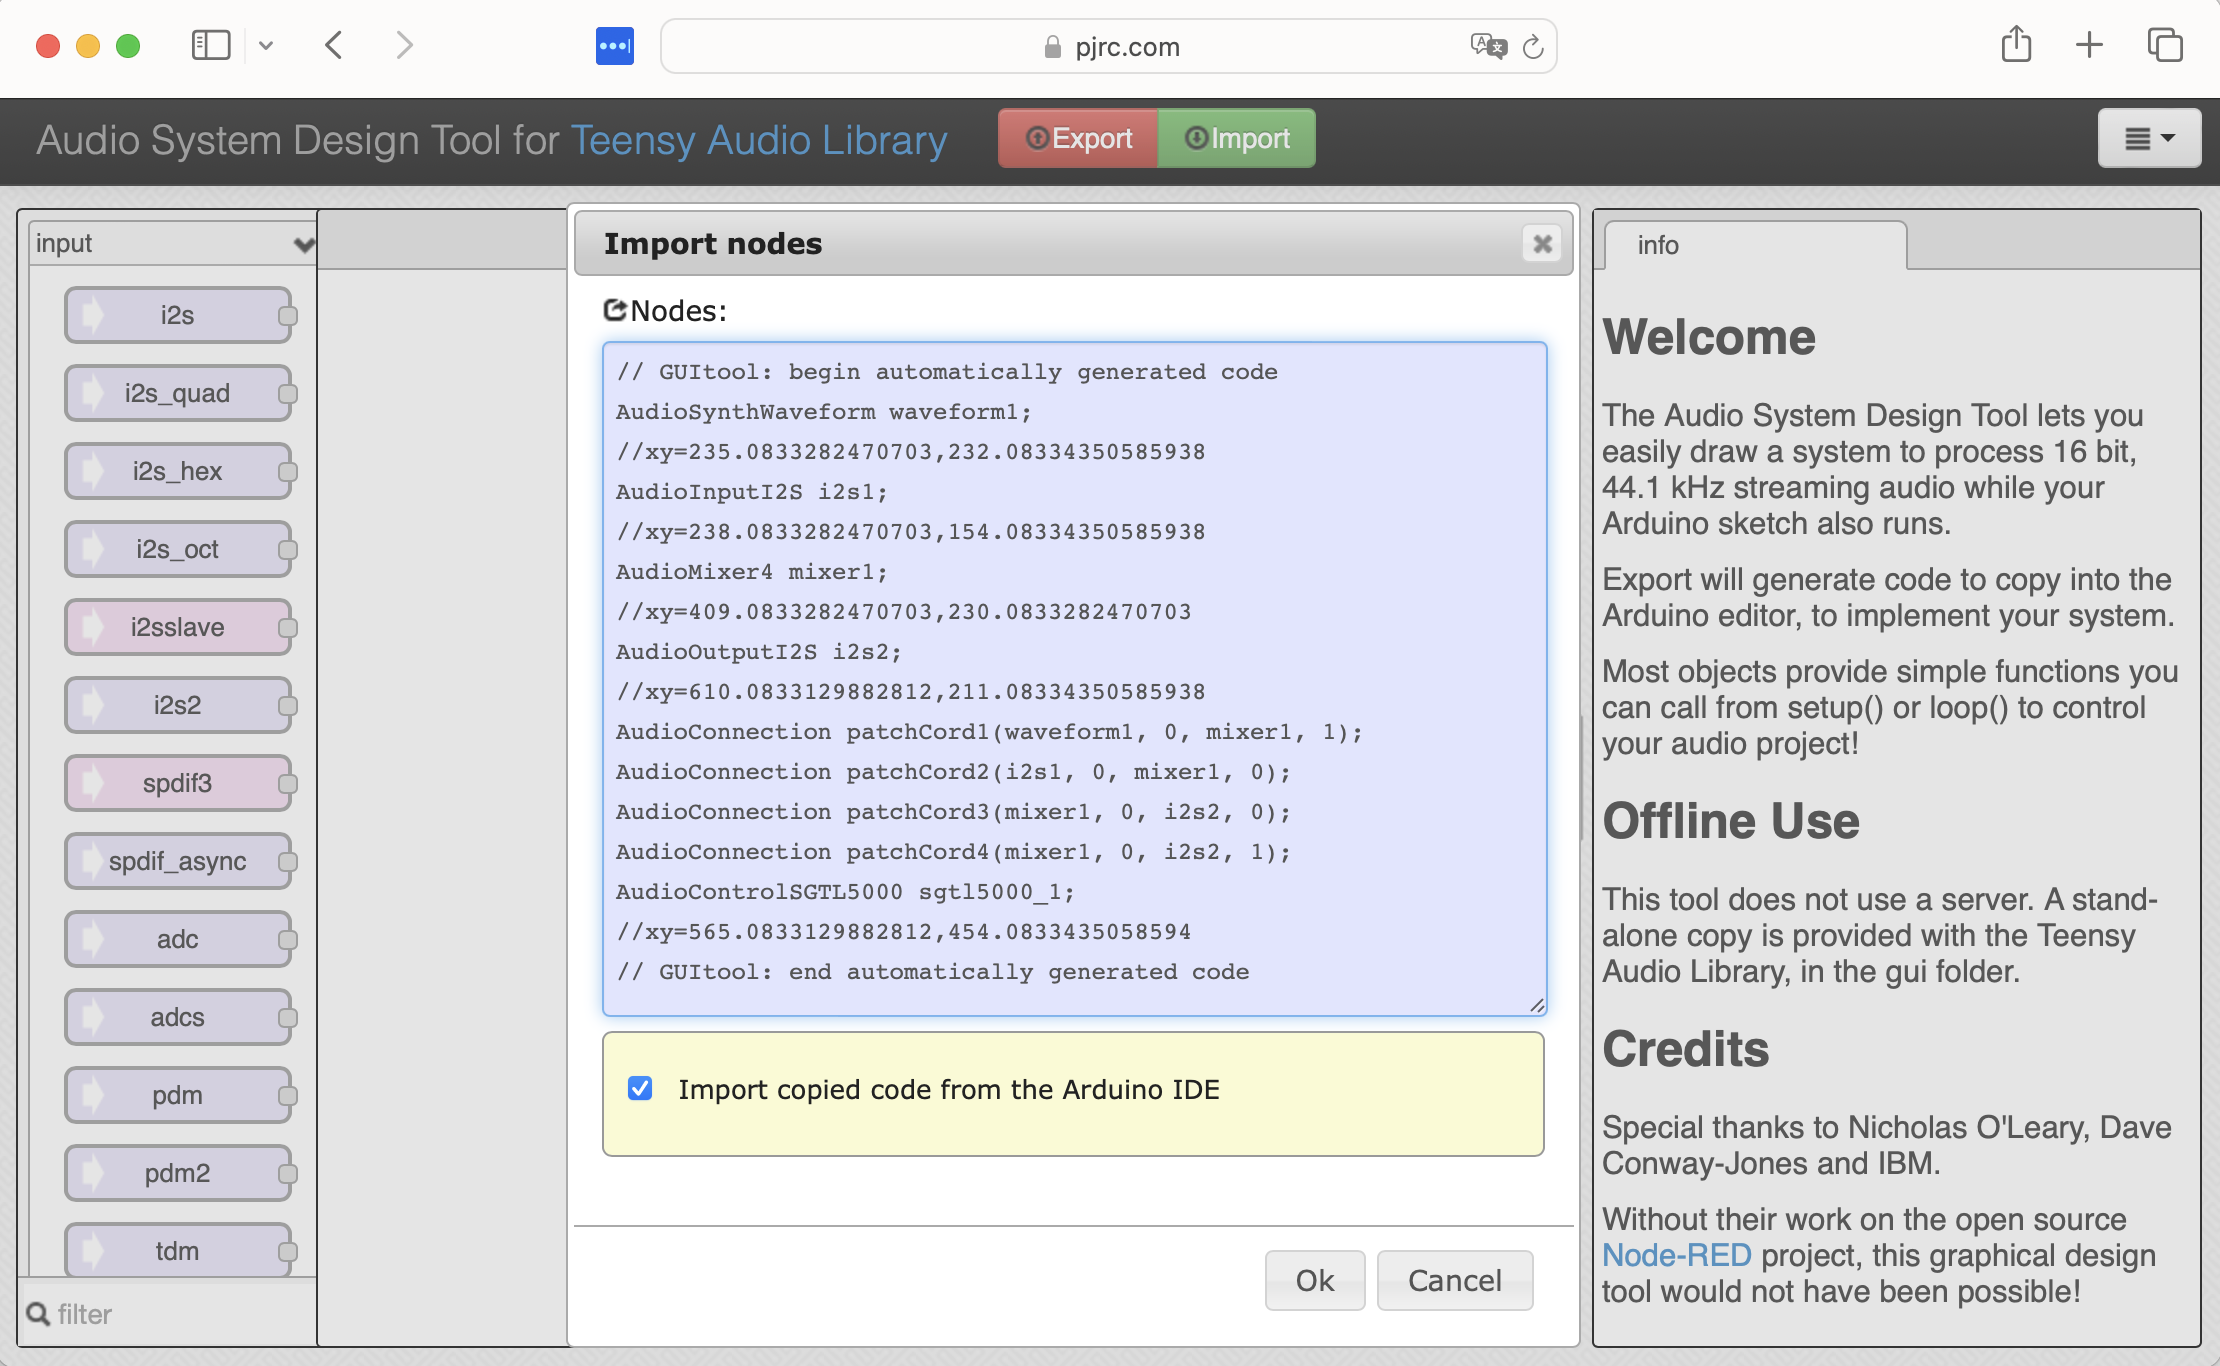 pjrc.com
Audio System Design Tool for Teensy Audio Library
Export
Import
input
i2s
i2s_quad
i2s_hex
i2s_oct
i2sslave
i2s2
spdif3
spdif_async
adc
adcs
pdm
pdm2
tdm
filter
Import nodes
Nodes:
// GUItool: begin automatically generated code
AudioSynthWaveform waveform1;
//xy=235.0833282470703,232.08334350585938
AudioInputI2S i2s1;
//xy=238.0833282470703,154.08334350585938
AudioMixer4 mixer1;
//xy=409.0833282470703,230.0833282470703
AudioOutputI2S i2s2;
//xy=610.0833129882812,211.08334350585938
AudioConnection patchCord1(waveform1, 0, mixer1, 1);
AudioConnection patchCord2(i2s1, 0, mixer1, 0);
AudioConnection patchCord3(mixer1, 0, i2s2, 0);
AudioConnection patchCord4(mixer1, 0, i2s2, 1);
AudioControlSGTL5000 sgtl5000_1;
//xy=565.0833129882812,454.0833435058594
// GUItool: end automatically generated code
Import copied code from the Arduino IDE
Ok
Cancel
info
Welcome
The Audio System Design Tool lets you
easily draw a system to process 16 bit,
44.1 kHz streaming audio while your
Arduino sketch also runs.
Export will generate code to copy into the
Arduino editor, to implement your system.
Most objects provide simple functions you
can call from setup() or loop() to control
your audio project!
Offline Use
This tool does not use a server. A stand-
alone copy is provided with the Teensy
Audio Library, in the gui folder.
Credits
Special thanks to Nicholas O'Leary, Dave
Conway-Jones and IBM.
Without their work on the open source
Node-RED project, this graphical design
tool would not have been possible!